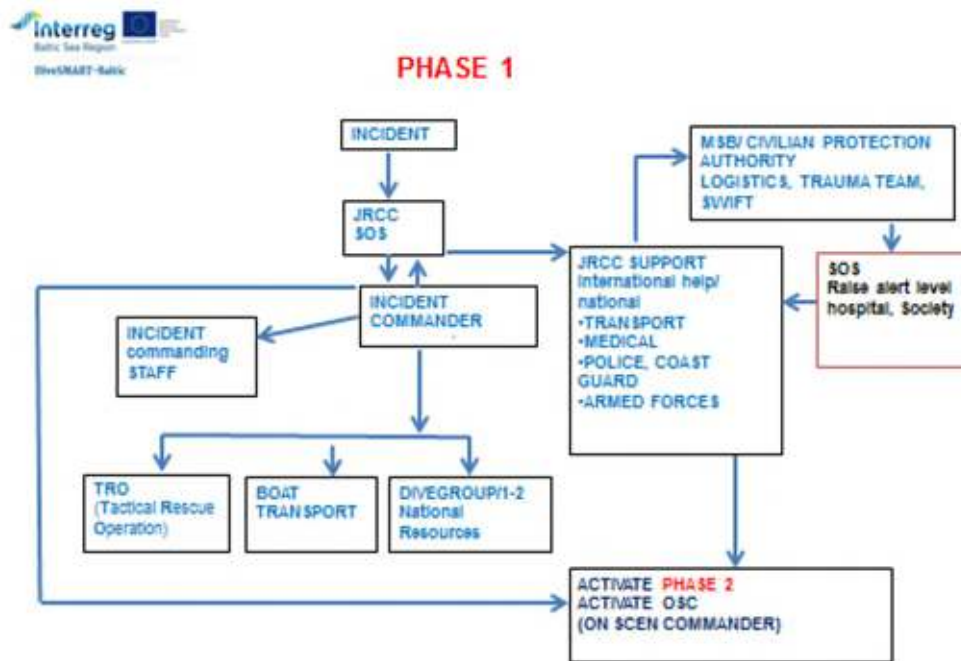 Interreg
Baltic Sea Region
DiveSMART-Baltic
PHASE 1
INCIDENT
JRCC
SOS
INCIDENT
COMMANDER
INCIDENT
commanding
STAFF
TRO
(Tactical Rescue
Operation)
BOAT
TRANSPORT
DIVEGROUP/1-2
National
Resources
JRCC SUPPORT
International help/
national
•TRANSPORT
•MEDICAL
•POLICE, COAST
GUARD
•ARMED FORCES
MSB/ CIVILIAN PROTECTION
AUTHORITY
LOGISTICS, TRAUMA TEAM,
SWIFT
SOS
Raise alert level
hospital, Society
ACTIVATE PHASE 2
ACTIVATE OSC
(ON SCEN COMMANDER)